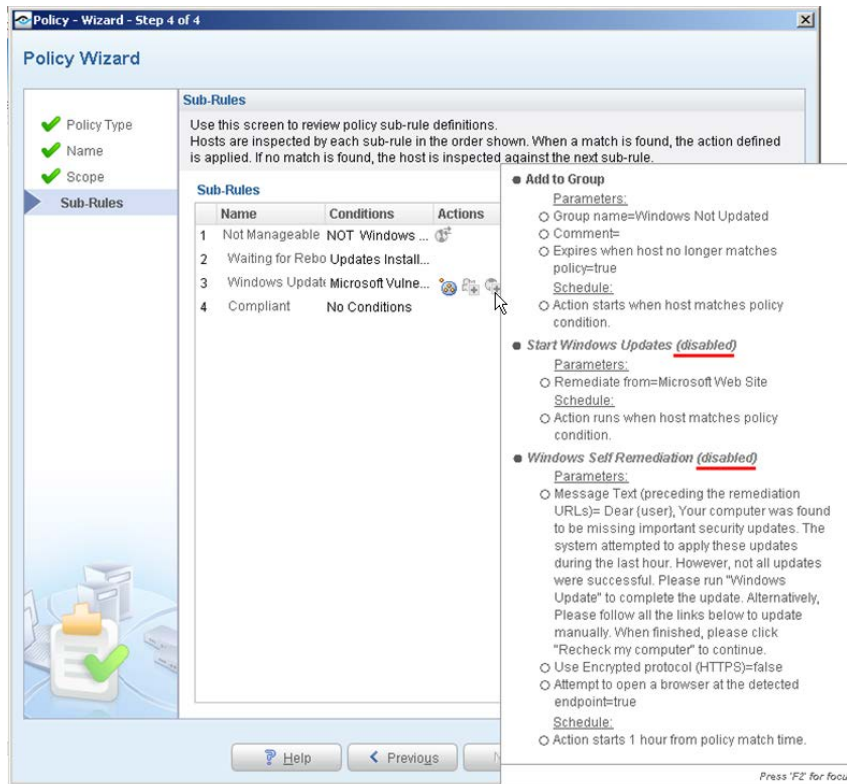 Policy - Wizard - Step 4 of 4
Policy Wizard
Policy Type
Name
Scope
Sub-Rules
Sub-Rules
Use this screen to review policy sub-rule definitions.
Hosts are inspected by each sub-rule in the order shown. When a match is found, the action defined
is applied. If no match is found, the host is inspected against the next sub-rule.
Sub-Rules
Name Conditions Actions
1 Not Manageable NOT Windows ...
2 Waiting for Rebo Updates Install...
3 Windows Updat Microsoft Vulne...
4 Compliant No Conditions
Add to Group
Parameters:
Group name=Windows Not Updated
Comment=
Expires when host no longer matches
policy=true
Schedule:
Action starts when host matches policy
condition.
Start Windows Updates (disabled)
Parameters:
Remediate from=Microsoft Web Site
Schedule:
Action runs when host matches policy
condition.
Windows Self Remediation (disabled)
Parameters:
Message Text (preceding the remediation
URLs)= Dear (user), Your computer was found
to be missing important security updates. The
system attempted to apply these updates
during the last hour. However, not all updates
were successful. Please run "Windows
Update" to complete the update. Alternatively,
Please follow all the links below to update
manually. When finished, please click
"Recheck my computer" to continue.
Use Encrypted protocol (HTTPS)=false
Attempt to open a browser at the detected
endpoint=true
Schedule:
Action starts 1 hour from policy match time.
Help Previous N
Press 'F2' for focu